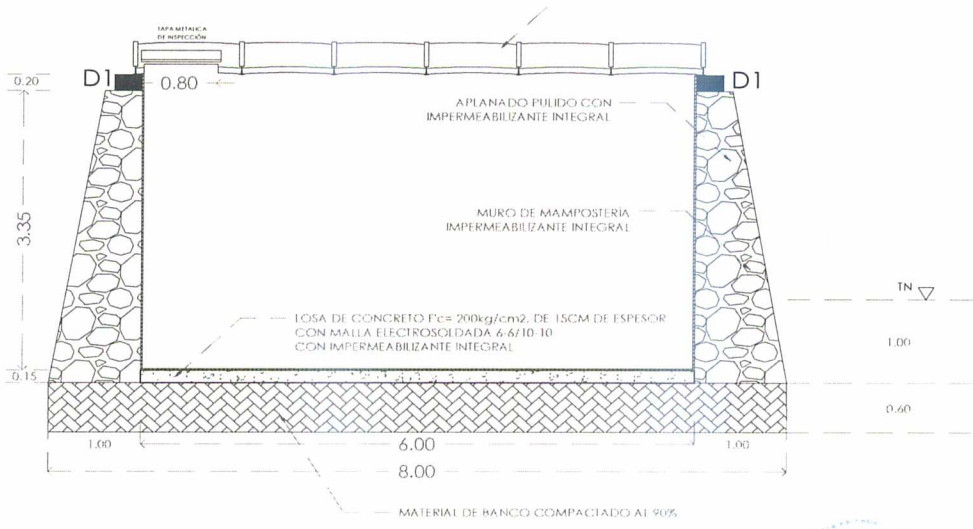 TAPA METALICA
DE INSPECCIÓN
0.20
D1
0.80
D1
APLANADO PULIDO CON
IMPERMEABILIZANTE INTEGRAL
3.35
MURO DE MAMPOSTERÍA
IMPERMEABILIZANTE INTEGRAL
TN
LOSA DE CONCRETO F'c= 200kg/cm2. DE 15CM DE ESPESOR
CON MALLA ELECTROSOLDADA 6-6/10-10
CON IMPERMEABILIZANTE INTEGRAL
1.00
0.15
0.60
1.00
6.00
1.00
8.00
MATERIAL DE BANCO COMPACTADO AL 90%